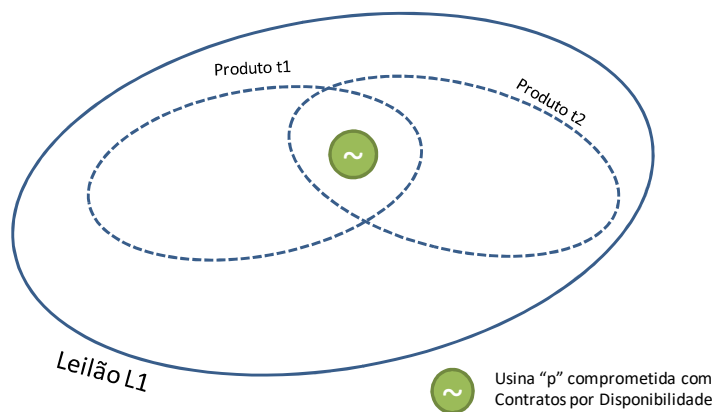 Produto t1
Produto t2
~
Leilão L1
~
Usina “p” comprometida com
Contratos por Disponibilidade